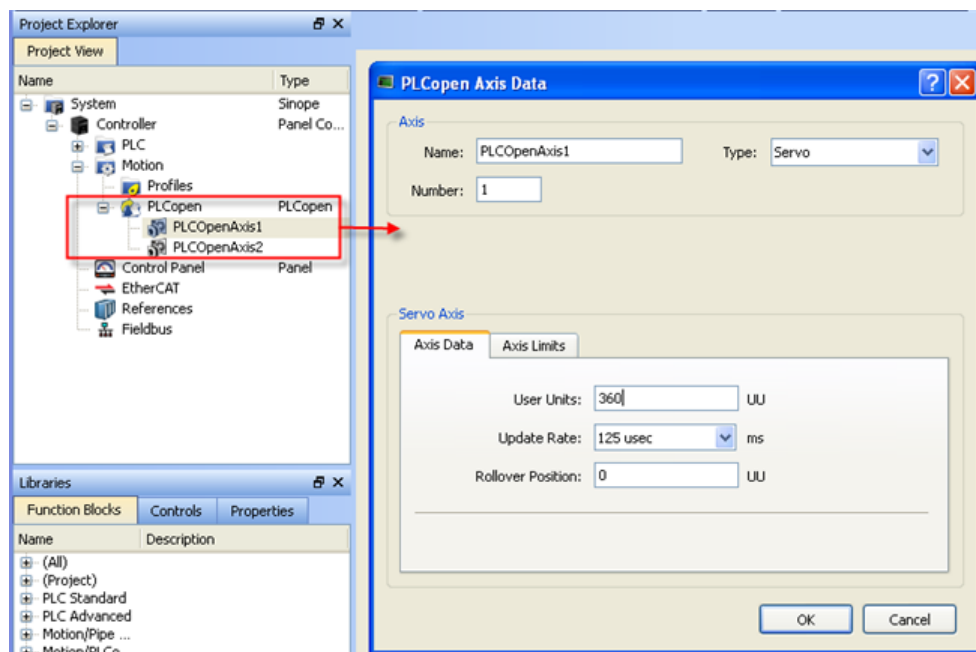 Project Explorer
Project View
Name Type
System Sinope
Controller Panel Co...
PLC
Motion
Profiles
PLCopen PLCopen
PLCOpenAxis1
PLCOpenAxis2
Control Panel Panel
EtherCAT
References
Fieldbus
Libraries
Function Blocks Controls Properties
Name Description
(All)
(Project)
PLC Standard
PLC Advanced
Motion/Pipe ...
Motion/PLCo...
PLCopen Axis Data
Axis
Name: PLCOpenAxis1 Type: Servo
Number: 1
Servo Axis
Axis Data Axis Limits
User Units: 360 UU
Update Rate: 125 usec ms
Rollover Position: 0 UU
OK Cancel